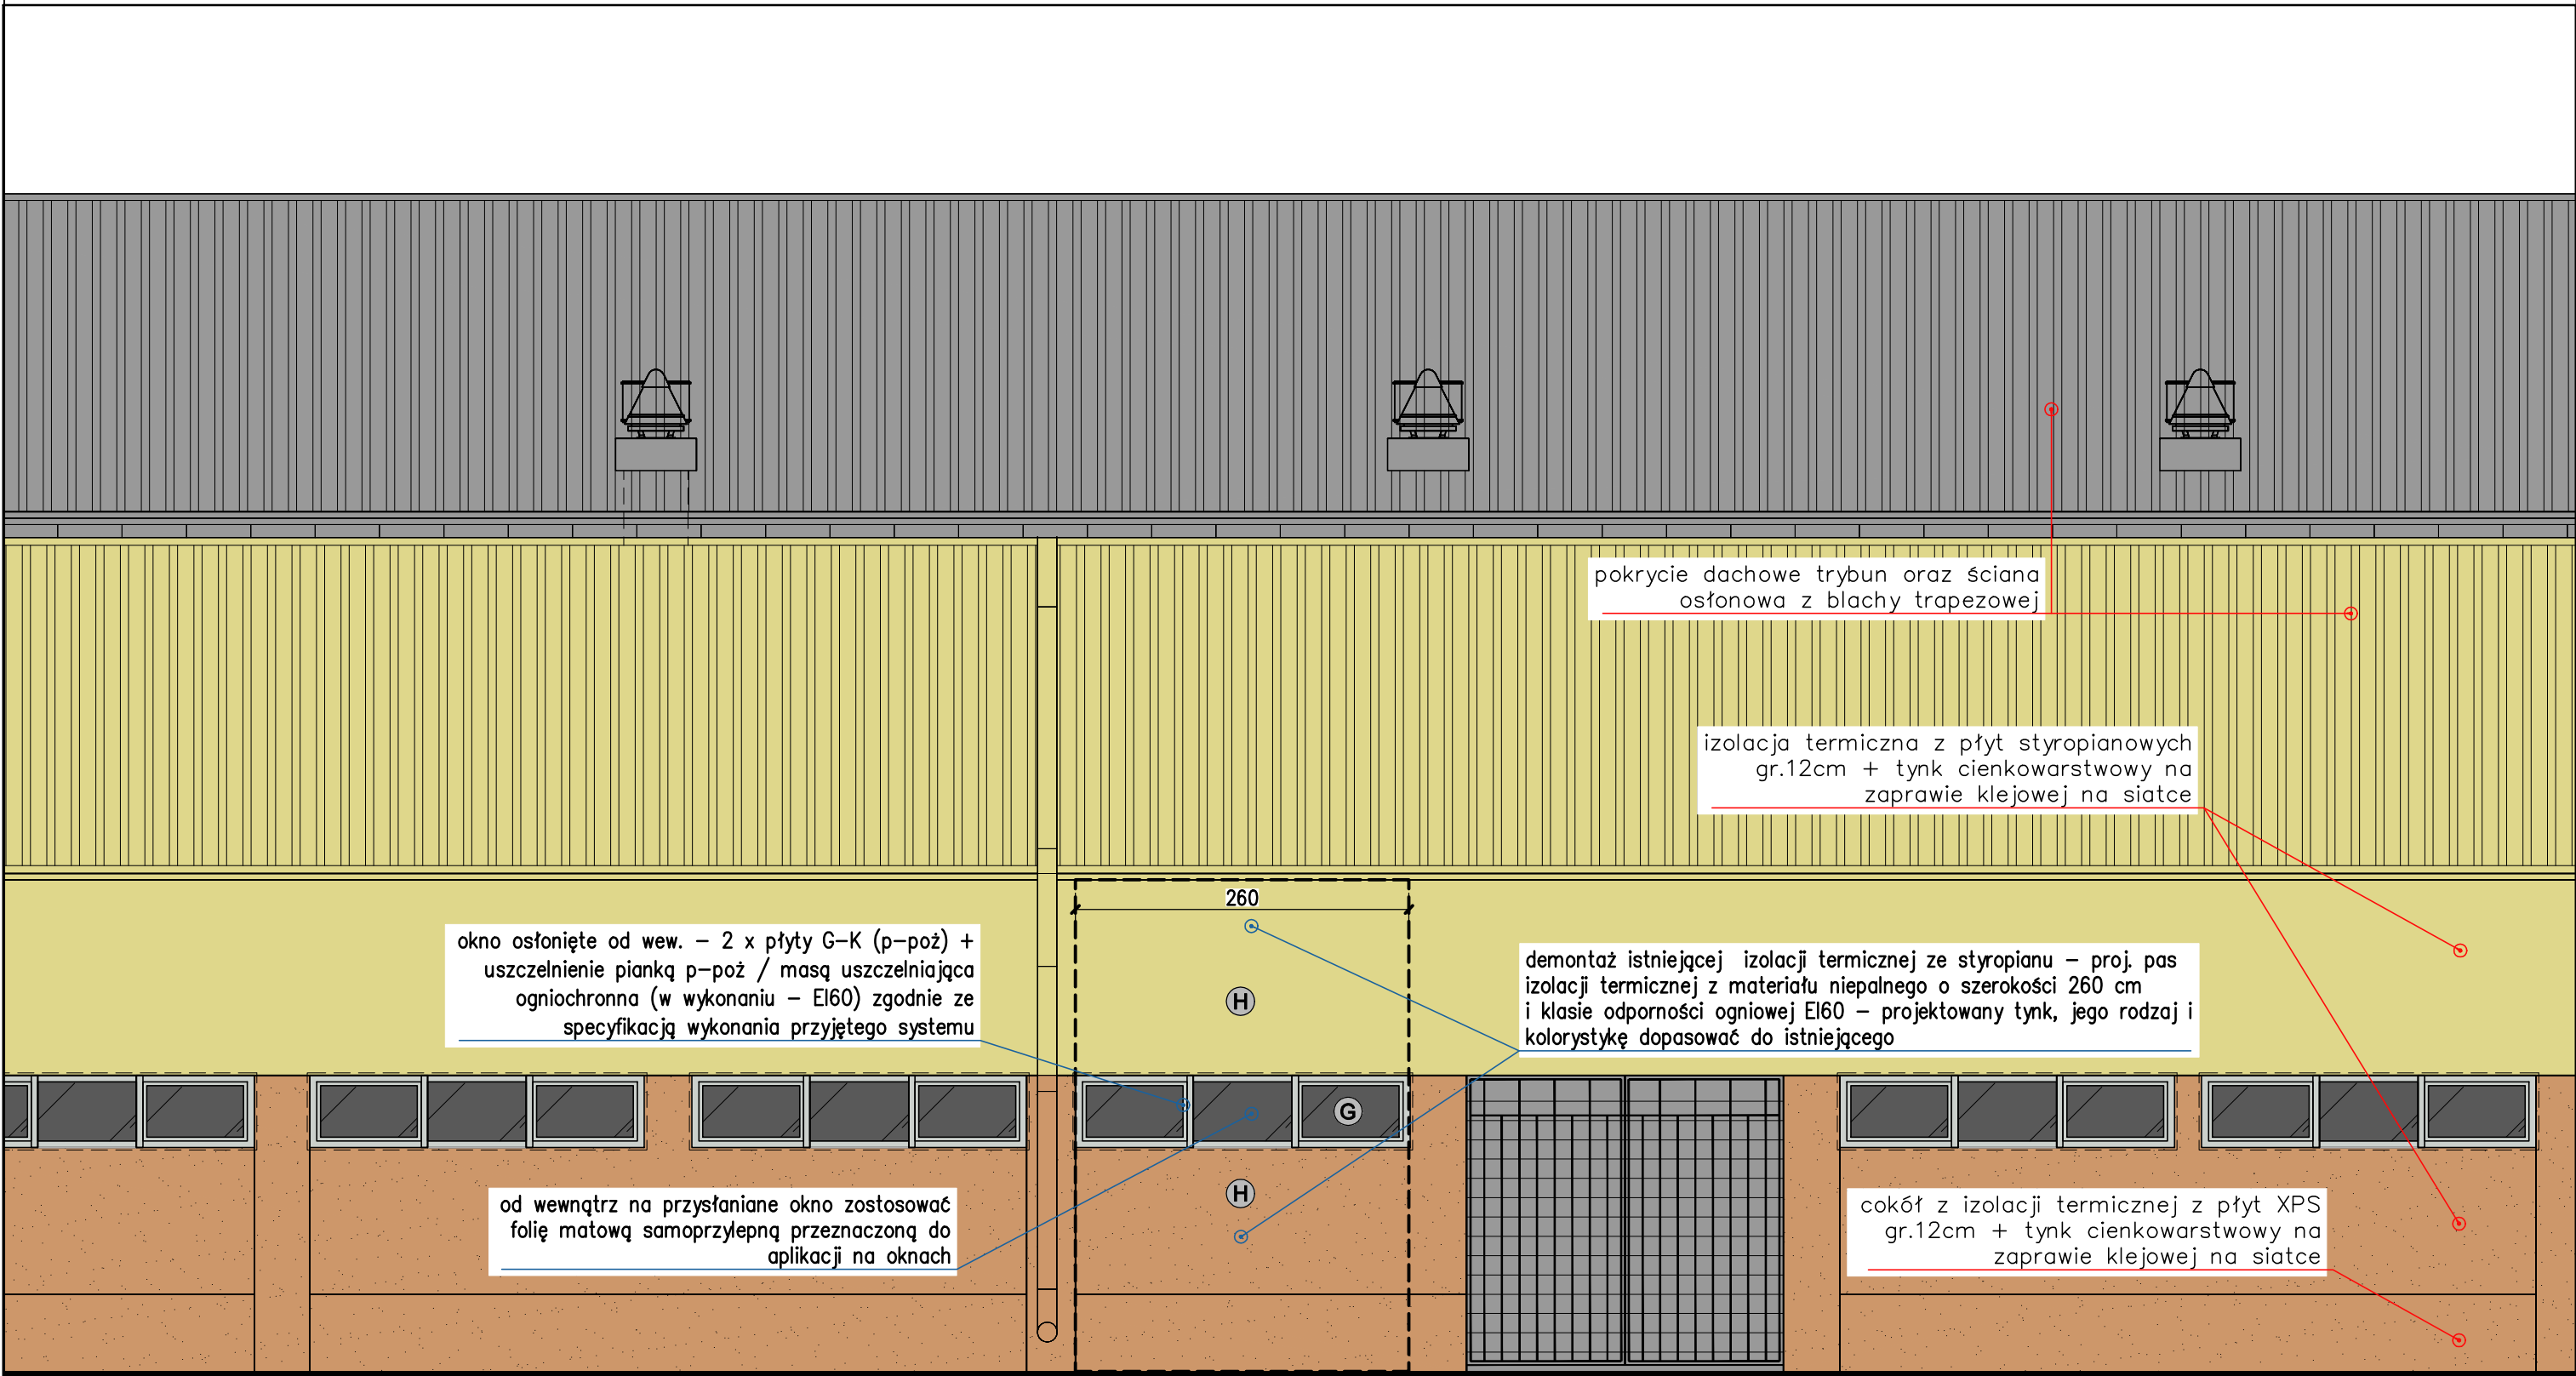 pokrycie dachowe trybun oraz ściana
osłonowa z blachy trapezowej
izolacja termiczna z płyt styropianowych
gr.12cm + tynk cienkowarstwowy na
zaprawie klejowej na siatce
260
okno osłonięte od wew. – 2 x płyty G–K (p–poż) +
uszczelnienie pianką p–poż / masą uszczelniająca
ogniochronna (w wykonaniu – EI60) zgodnie ze
specyfikacją wykonania przyjętego systemu
H
demontaż istniejącej izolacji termicznej ze styropianu – proj. pas
izolacji termicznej z materiału niepalnego o szerokości 260 cm
i klasie odporności ogniowej EI60 – projektowany tynk, jego rodzaj i
kolorystykę dopasować do istniejącego
G
H
od wewnątrz na przysłaniane okno zostosować
folię matową samoprzylepną przeznaczoną do
aplikacji na oknach
cokół z izolacji termicznej z płyt XPS
gr.12cm + tynk cienkowarstwowy na
zaprawie klejowej na siatce